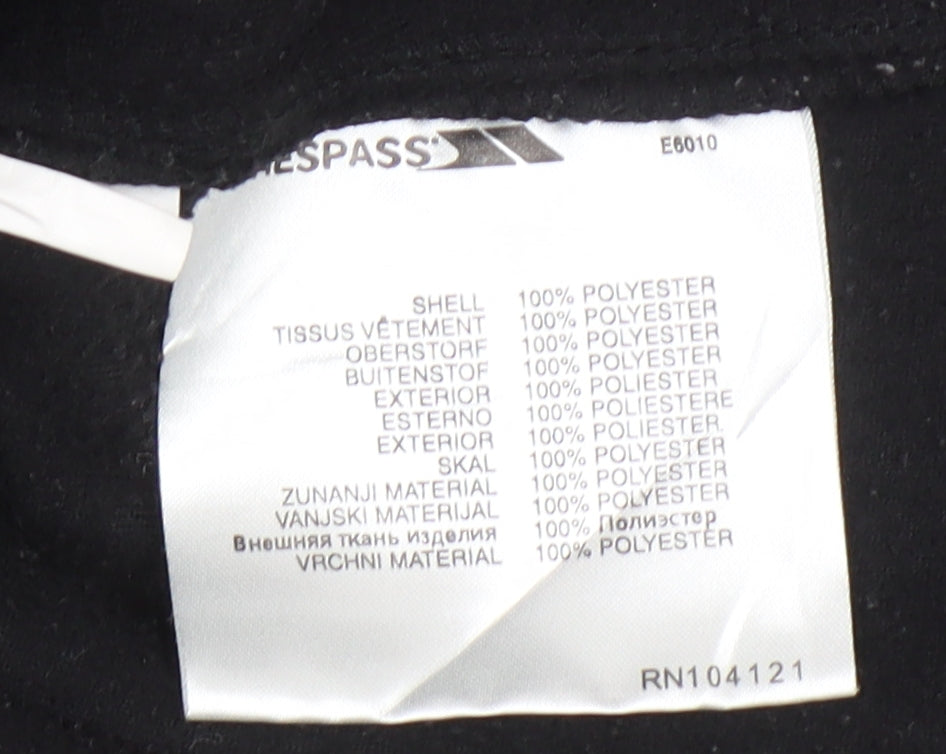 TRESPASS E6010
SHELL 100% POLYESTER
TISSUS VÊTEMENT 100% POLYESTER
OBERSTORF 100% POLYESTER
BUITENSTOF 100% POLYESTER
EXTERIOR 100% POLIESTER
ESTERNO 100% POLIESTERE
EXTERIOR 100% POLIESTER.
SKAL 100% POLYESTER
ZUNANJI MATERIAL 100% POLYESTER
VANJSKI MATERIJAL 100% POLYESTER
Внешняя ткань изделия 100% Полиэстер
VRCHNI MATERIAL 100% POLYESTER
RN104121